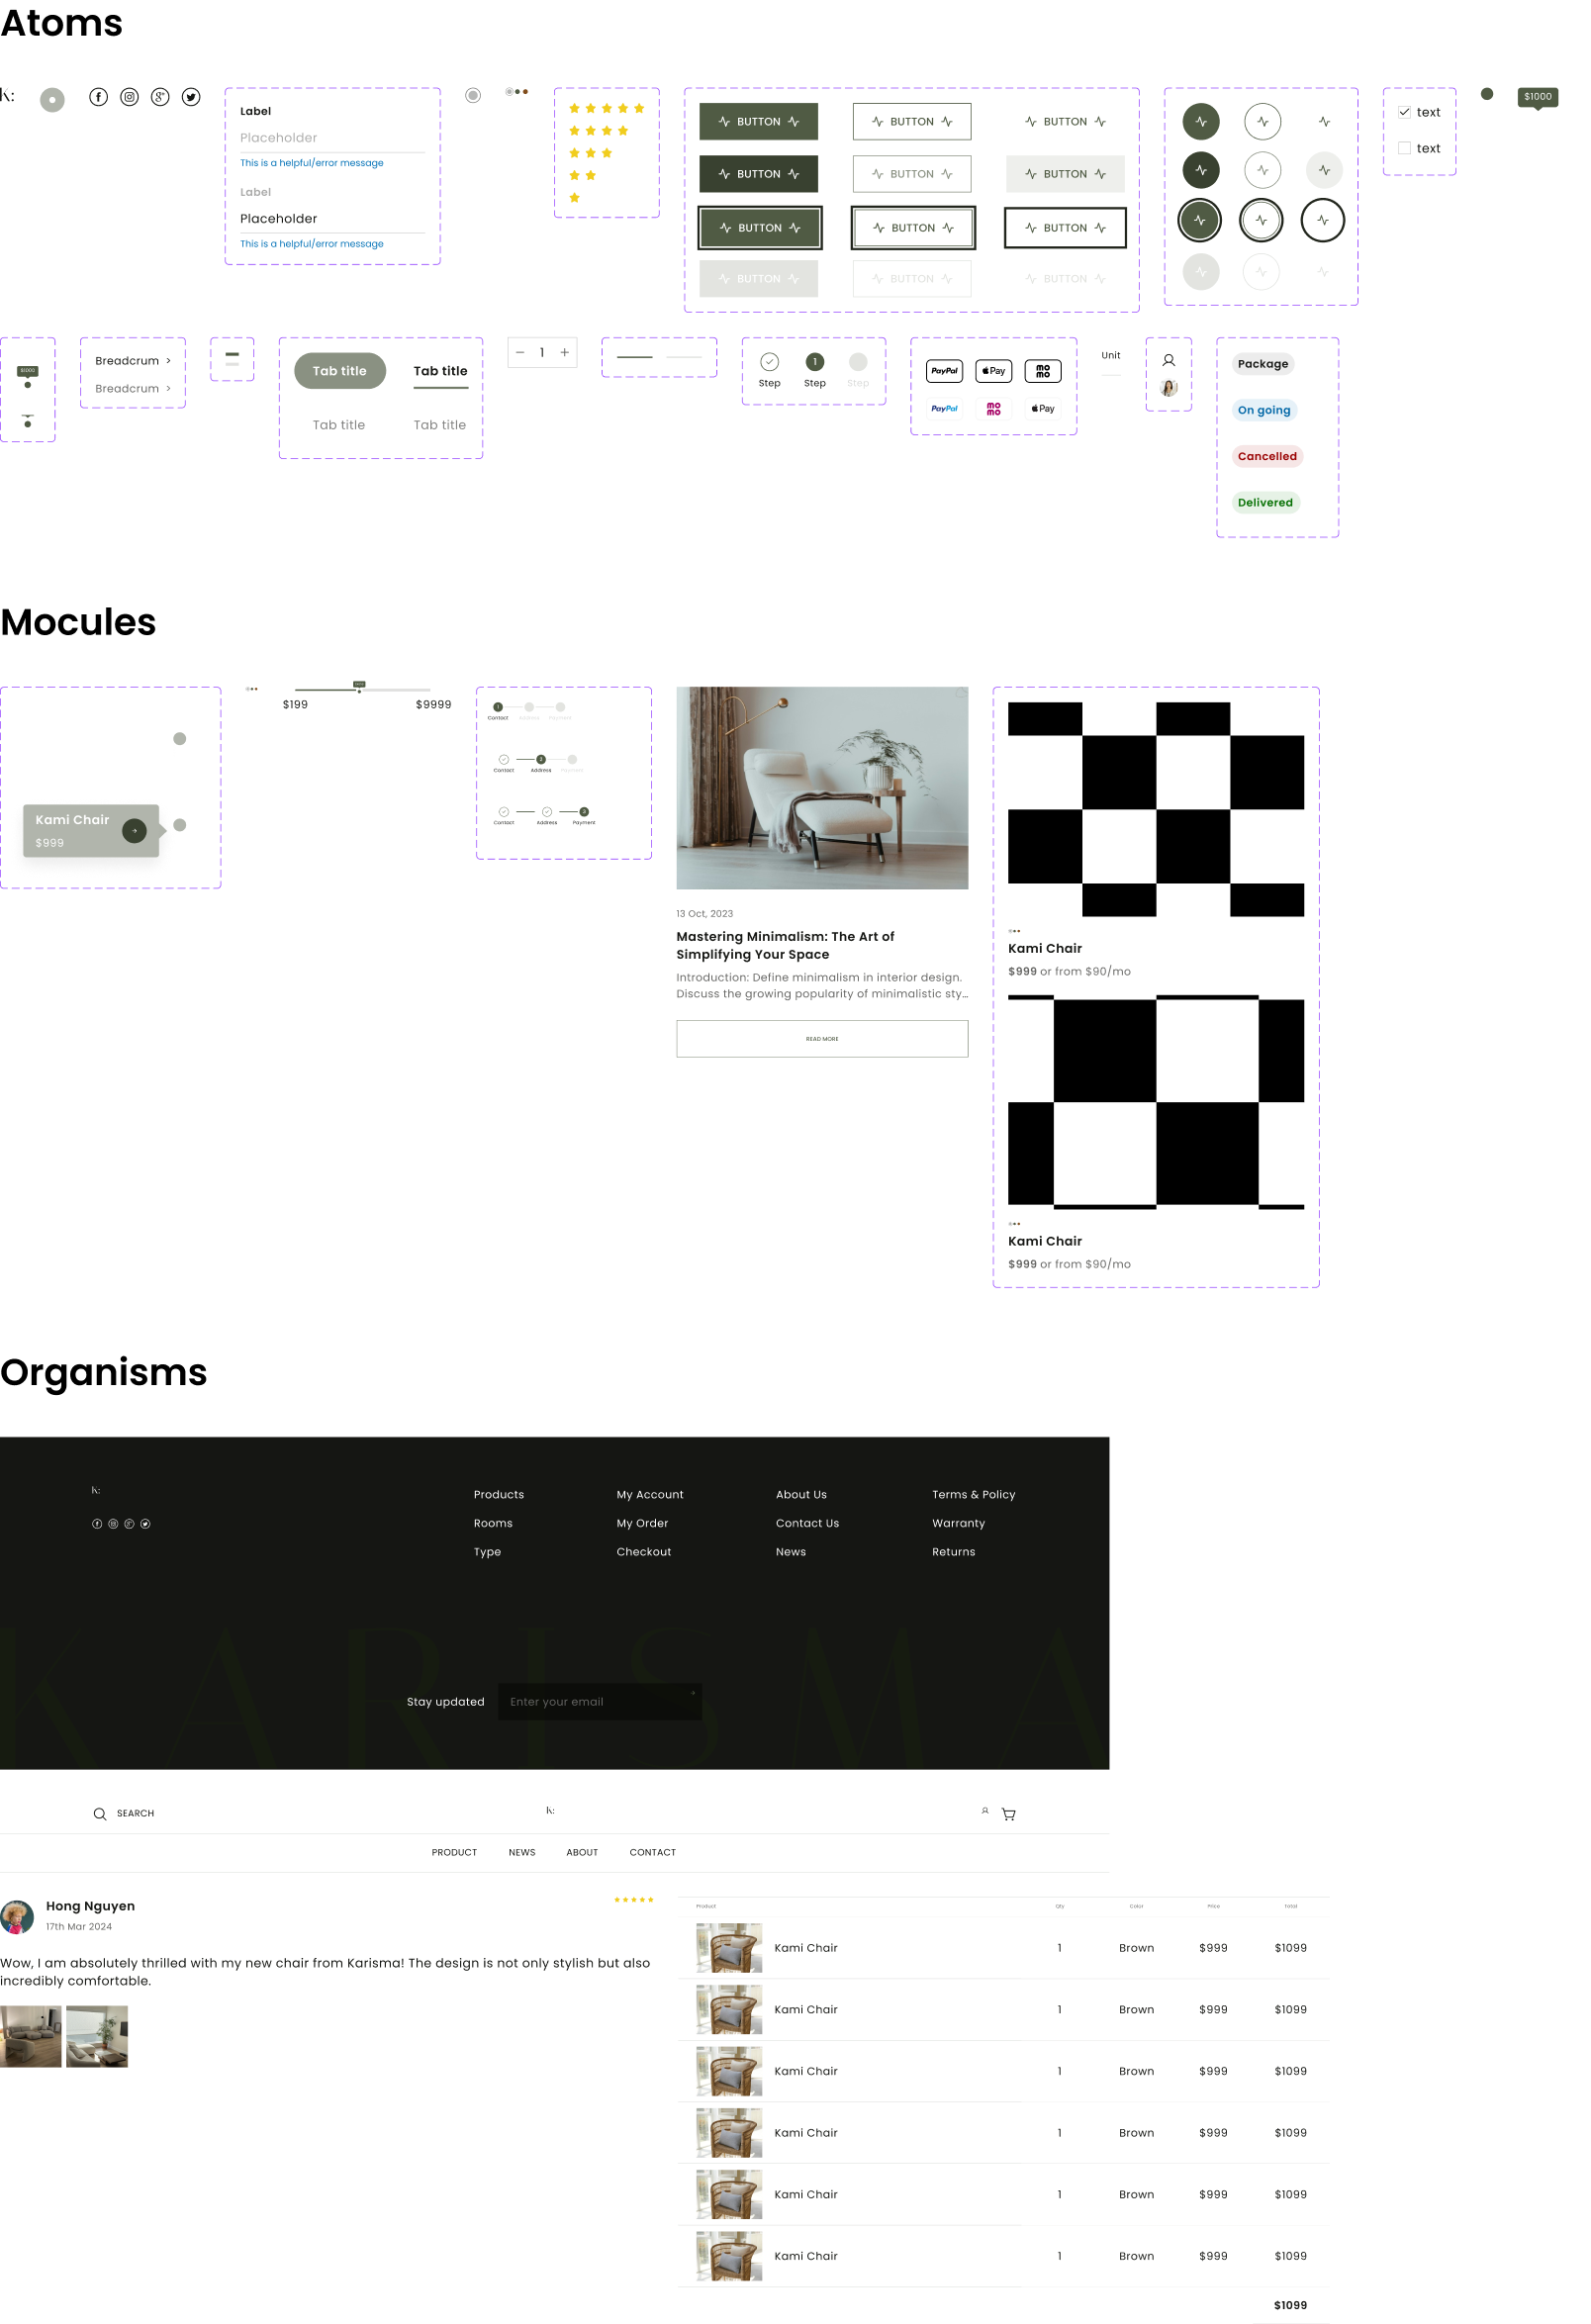 Atoms
K:
Label
Placeholder
This is a helpful/error message
Label
Placeholder
This is a helpful/error message
BUTTON BUTTON BUTTON
BUTTON BUTTON BUTTON
BUTTON BUTTON BUTTON
BUTTON BUTTON BUTTON
text
text
$1000
$1000
Breadcrum >
Breadcrum >
Tab title Tab title
Tab title Tab title
1
1
Step Step Step
PayPal Pay momo
PayPal momo Pay
Unit
Package
On going
Cancelled
Delivered
Mocules
Kami Chair
$999
$199 $9999
1
Contact Address Payment
2
Contact Address Payment
3
Contact Address Payment
13 Oct, 2023
Mastering Minimalism: The Art of
Simplifying Your Space
Introduction: Define minimalism in interior design.
Discuss the growing popularity of minimalistic sty...
READ MORE
Kami Chair
$999 or from $90/mo
Kami Chair
$999 or from $90/mo
Organisms
K:
Products My Account About Us Terms & Policy
Rooms My Order Contact Us Warranty
Type Checkout News Returns
KARISMA
Stay updated Enter your email
SEARCH K:
PRODUCT NEWS ABOUT CONTACT
Hong Nguyen
17th Mar 2024
Wow, I am absolutely thrilled with my new chair from Karisma! The design is not only stylish but also
incredibly comfortable.
Product Qty Color Price Total
Kami Chair 1 Brown $999 $1099
Kami Chair 1 Brown $999 $1099
Kami Chair 1 Brown $999 $1099
Kami Chair 1 Brown $999 $1099
Kami Chair 1 Brown $999 $1099
Kami Chair 1 Brown $999 $1099
$1099